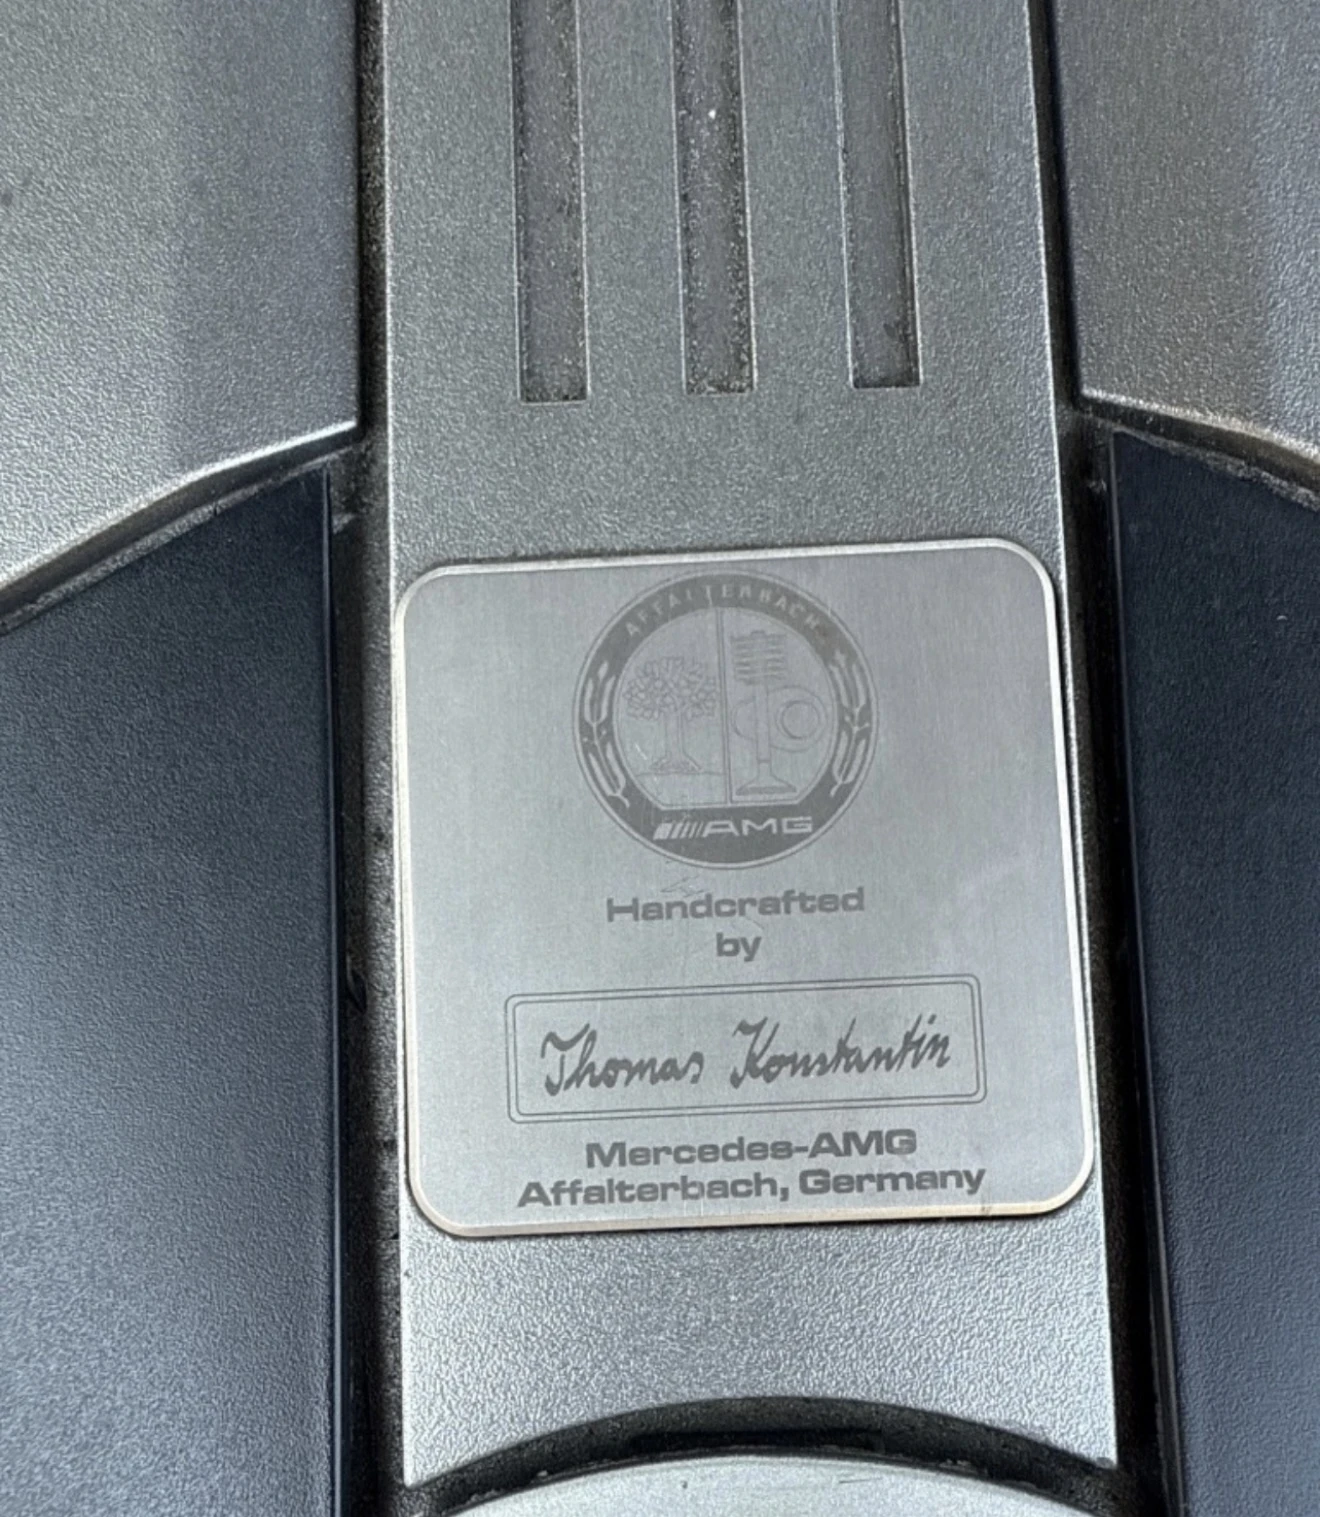 AFFALTERBACH
AMG
Handcrafted
by
Thomas Konstantin
Mercedes-AMG
Affalterbach, Germany